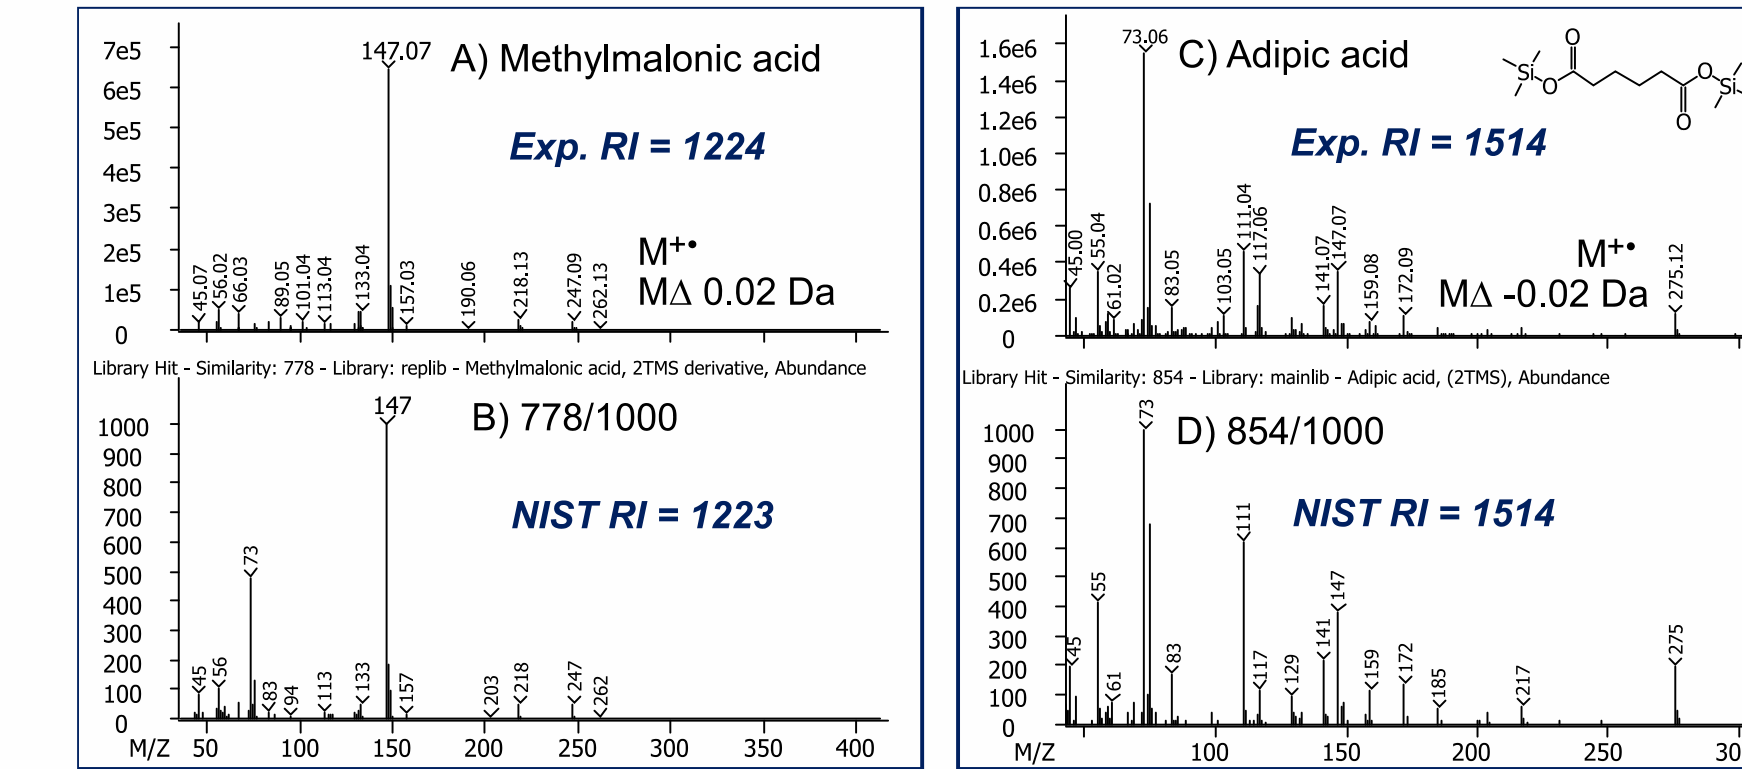 A) Methylmalonic acid
Exp. RI = 1224
M+•
MΔ 0.02 Da
7e5
6e5
5e5
4e5
3e5
2e5
1e5
0
45.07
56.02
66.03
89.05
101.04
113.04
133.04
147.07
157.03
190.06
218.13
247.09
262.13
Library Hit - Similarity: 778 - Library: replib - Methylmalonic acid, 2TMS derivative, Abundance
B) 778/1000
NIST RI = 1223
1000
900
800
700
600
500
400
300
200
100
0
45
56
73
83
94
113
133
147
157
203
218
247
262
M/Z 50 100 150 200 250 300 350 400
C) Adipic acid
Exp. RI = 1514
M+•
MΔ -0.02 Da
Si O O O O Si
1.6e6
1.4e6
1.2e6
1.0e6
0.8e6
0.6e6
0.4e6
0.2e6
0
45.00
55.04
61.02
73.06
83.05
103.05
111.04
117.06
141.07
147.07
159.08
172.09
275.12
Library Hit - Similarity: 854 - Library: mainlib - Adipic acid, (2TMS), Abundance
D) 854/1000
NIST RI = 1514
1000
900
800
700
600
500
400
300
200
100
0
45
55
61
73
83
111
117
129
141
147
159
172
185
217
275
M/Z 100 150 200 250 30